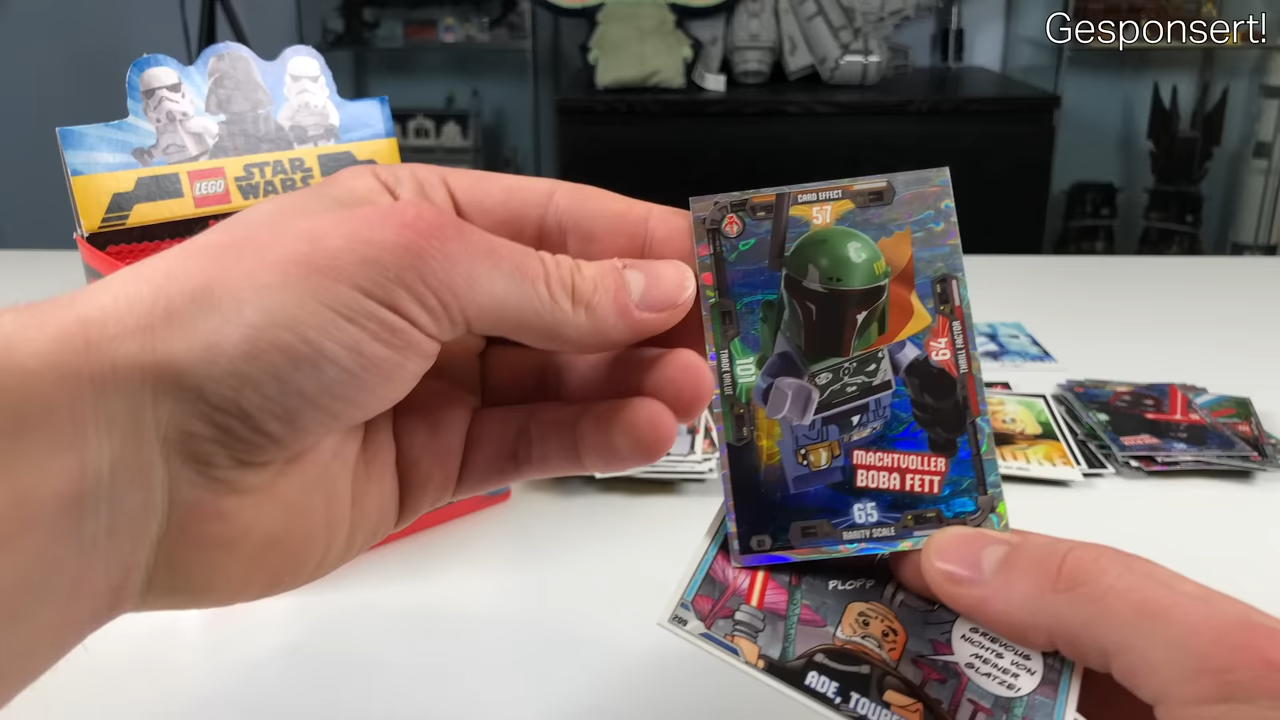 Gesponsert!
LEGO
STAR
WARS
CARD EFFECT
57
101
TRADE VALUE
64
THRILL FACTOR
MACHTVOLLER
BOBA FETT
65
RARITY SCALE
PLOPP
209
GRIEVOUS
NICHTS VON
MEINER
GLATZE!
ADE,